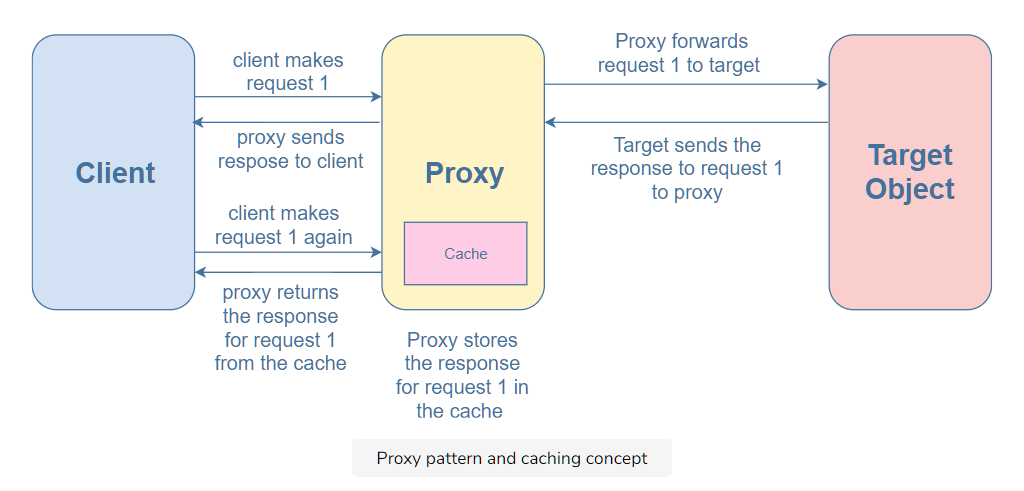 client makes
request 1
proxy sends
respose to client
Client
client makes
request 1 again
proxy returns
the response
for request 1
from the cache
Proxy
Cache
Proxy stores
the response
for request 1 in
the cache
Proxy forwards
request 1 to target
Target sends the
response to request 1
to proxy
Target
Object
Proxy pattern and caching concept